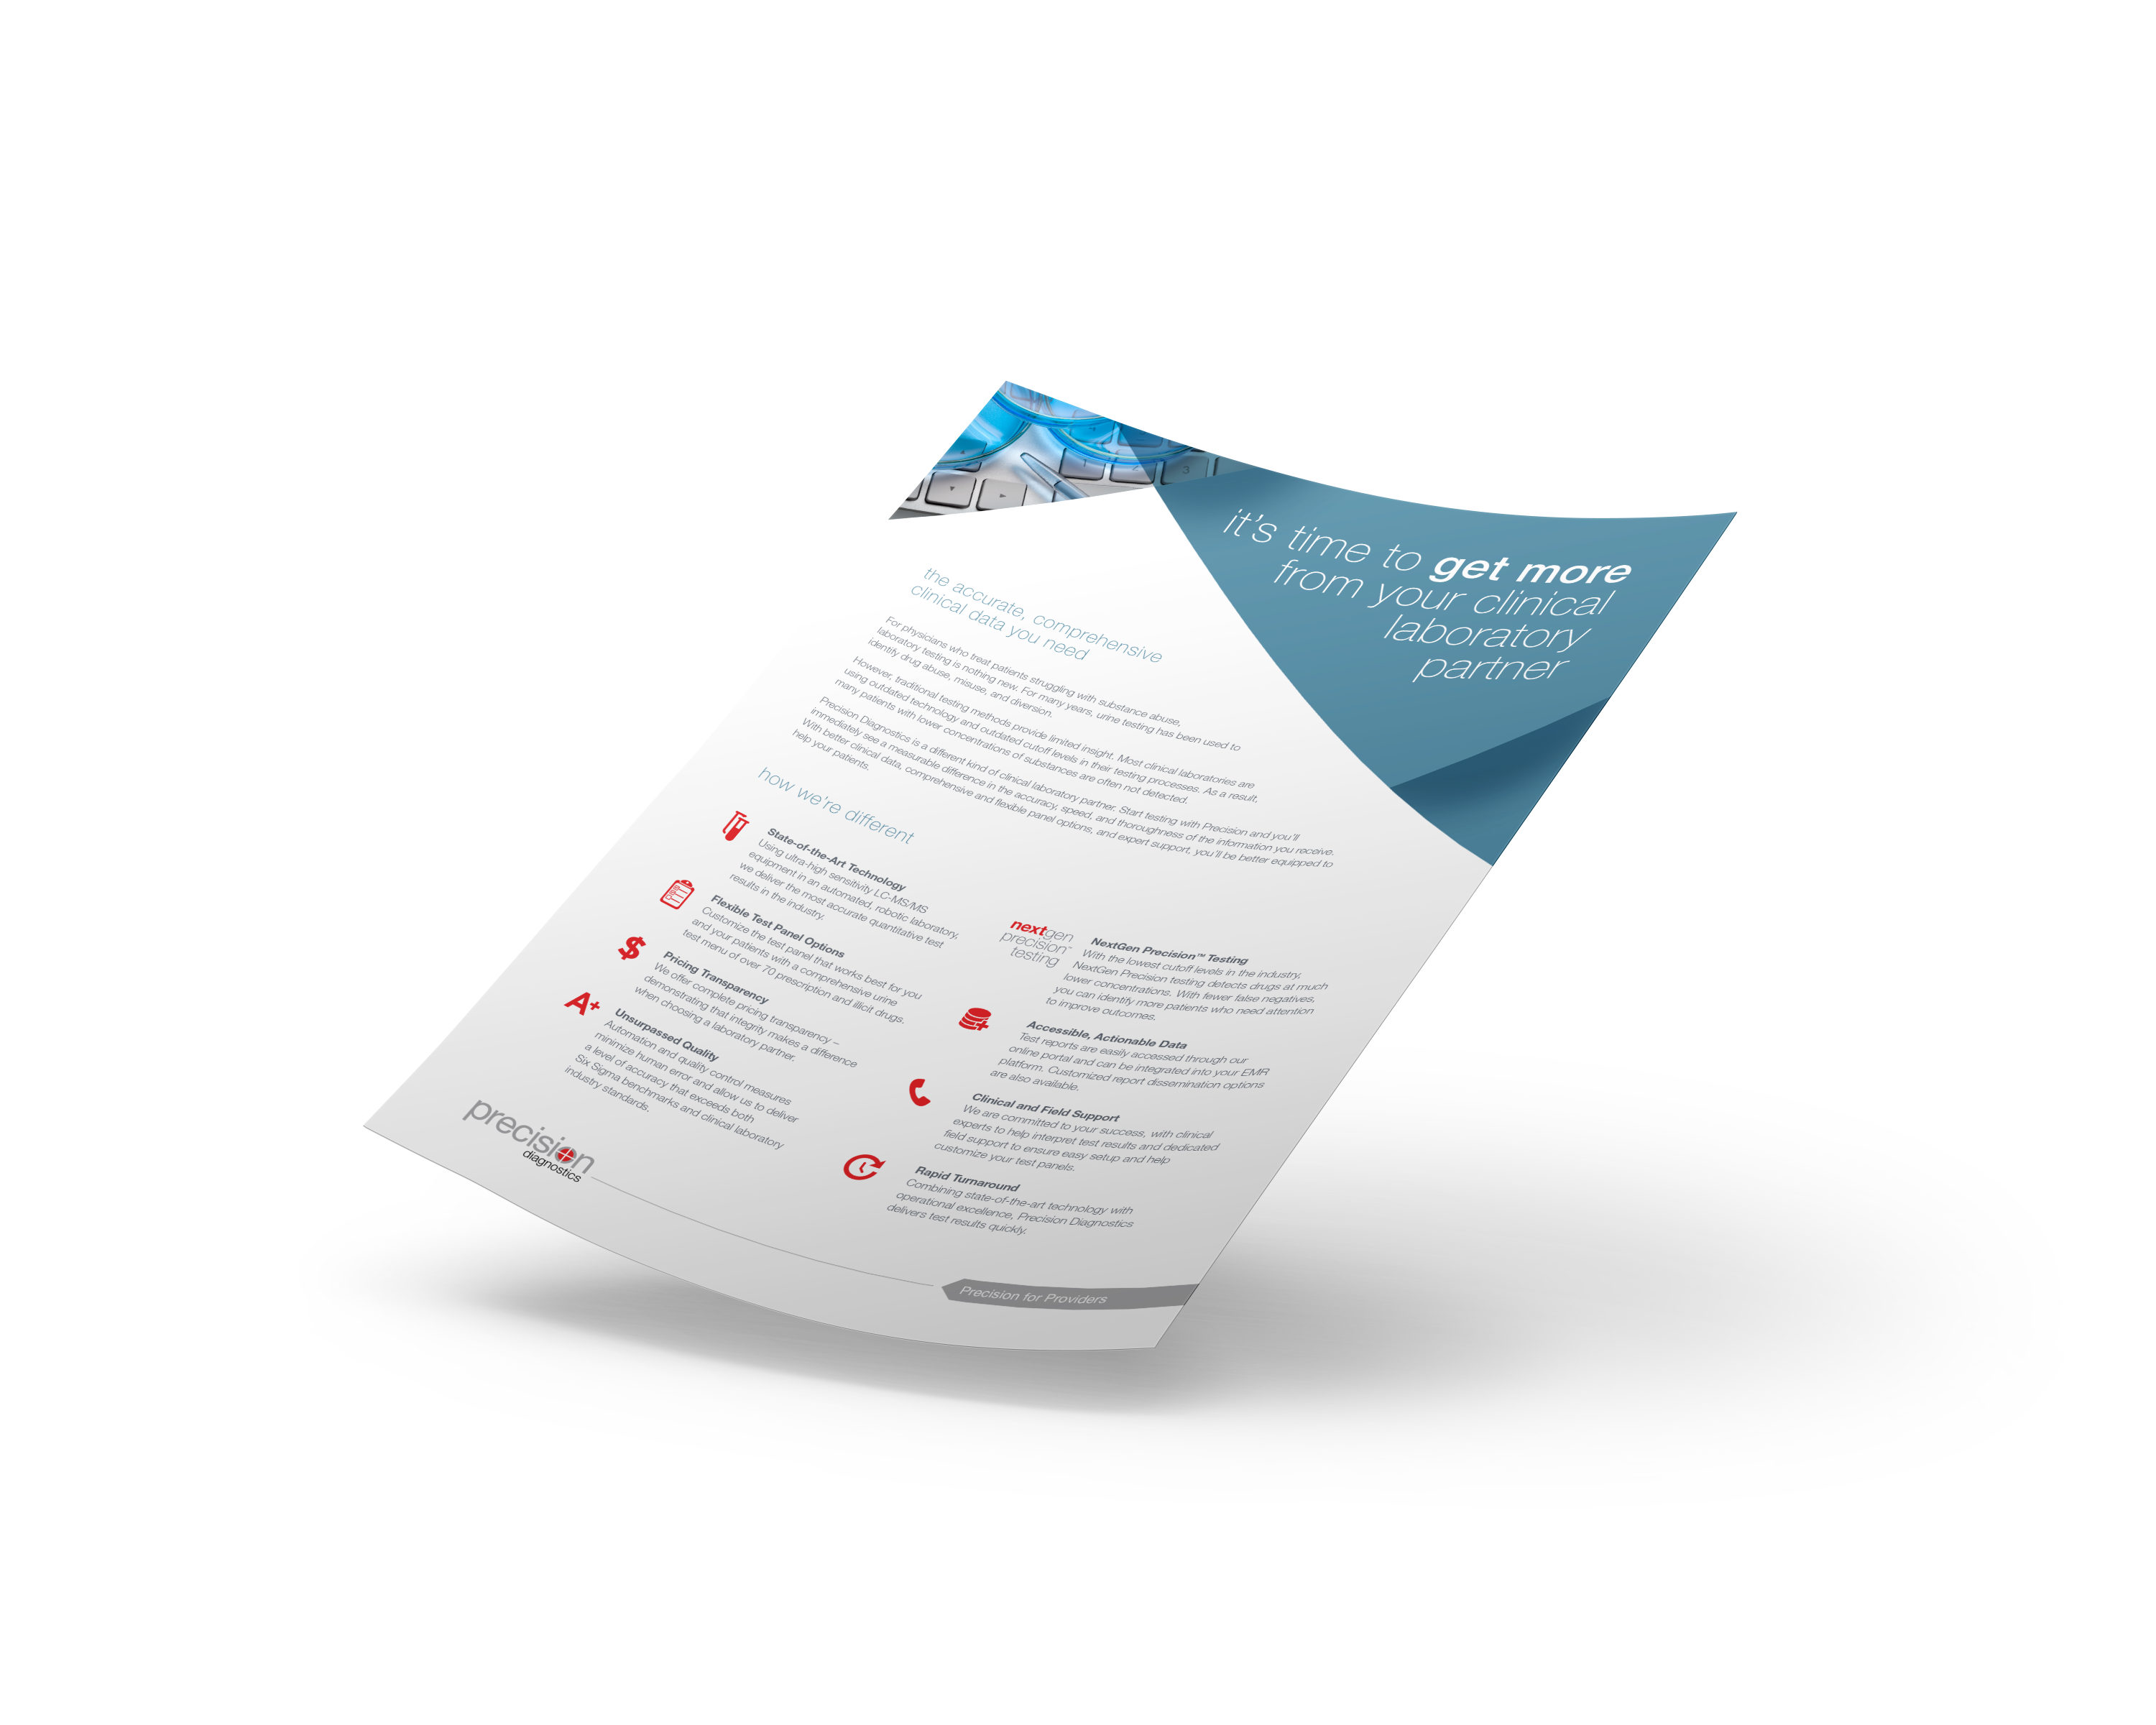 it's time to get more
from your clinical
laboratory
partner
the accurate, comprehensive
clinical data you need
For physicians who treat patients struggling with substance abuse,
laboratory testing is nothing new. For many years, urine testing has been used to
identify drug abuse, misuse, and diversion.
However, traditional testing methods provide limited insight. Most clinical laboratories are
using outdated technology and outdated cutoff levels in their testing processes. As a result,
many patients with lower concentrations of substances are often not detected.
Precision Diagnostics is a different kind of clinical laboratory partner. Start testing with Precision and you'll
immediately see a measurable difference in the accuracy, speed, and thoroughness of the information you receive.
With better clinical data, comprehensive and flexible panel options, and expert support, you'll be better equipped to
help your patients.
how we're different
State-of-the-Art Technology
Using ultra-high sensitivity LC-MS/MS
equipment in an automated, robotic laboratory,
we deliver the most accurate quantitative test
results in the industry.
Flexible Test Panel Options
Customize the test panel that works best for you
and your patients with a comprehensive urine
test menu of over 70 prescription and illicit drugs.
$
Pricing Transparency
We offer complete pricing transparency –
demonstrating that integrity makes a difference
when choosing a laboratory partner.
A+
Unsurpassed Quality
Automation and quality control measures
minimize human error and allow us to deliver
a level of accuracy that exceeds both
Six Sigma benchmarks and clinical laboratory
industry standards.
nextgen
precision™
testing
NextGen Precision™ Testing
With the lowest cutoff levels in the industry,
NextGen Precision testing detects drugs at much
lower concentrations. With fewer false negatives,
you can identify more patients who need attention
to improve outcomes.
Accessible, Actionable Data
Test reports are easily accessed through our
online portal and can be integrated into your EMR
platform. Customized report dissemination options
are also available.
Clinical and Field Support
We are committed to your success, with clinical
experts to help interpret test results and dedicated
field support to ensure easy setup and help
customize your test panels.
Rapid Turnaround
Combining state-of-the-art technology with
operational excellence, Precision Diagnostics
delivers test results quickly.
precision
diagnostics
Precision for Providers